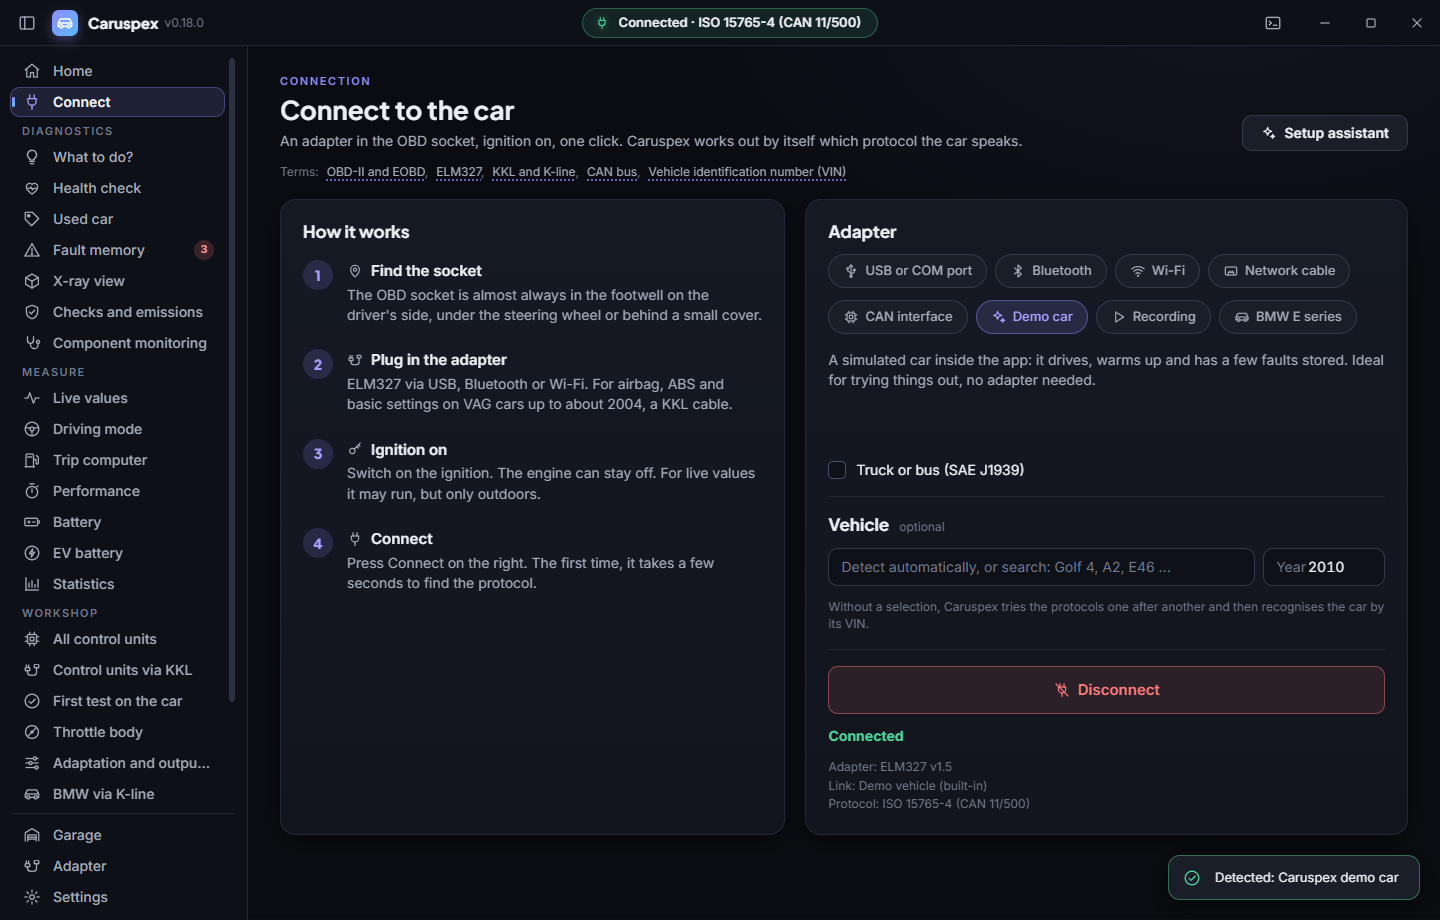 Caruspex v0.18.0
Connected · ISO 15765-4 (CAN 11/500)
Home
Connect
DIAGNOSTICS
What to do?
Health check
Used car
Fault memory 3
X-ray view
Checks and emissions
Component monitoring
MEASURE
Live values
Driving mode
Trip computer
Performance
Battery
EV battery
Statistics
WORKSHOP
All control units
Control units via KKL
First test on the car
Throttle body
Adaptation and outpu...
BMW via K-line
Garage
Adapter
Settings
CONNECTION
Connect to the car
An adapter in the OBD socket, ignition on, one click. Caruspex works out by itself which protocol the car speaks.
Setup assistant
Terms: OBD-II and EOBD, ELM327, KKL and K-line, CAN bus, Vehicle identification number (VIN)
How it works
1 Find the socket
The OBD socket is almost always in the footwell on the
driver's side, under the steering wheel or behind a small cover.
2 Plug in the adapter
ELM327 via USB, Bluetooth or Wi-Fi. For airbag, ABS and
basic settings on VAG cars up to about 2004, a KKL cable.
3 Ignition on
Switch on the ignition. The engine can stay off. For live values
it may run, but only outdoors.
4 Connect
Press Connect on the right. The first time, it takes a few
seconds to find the protocol.
Adapter
USB or COM port Bluetooth Wi-Fi Network cable
CAN interface Demo car Recording BMW E series
A simulated car inside the app: it drives, warms up and has a few faults stored. Ideal
for trying things out, no adapter needed.
Truck or bus (SAE J1939)
Vehicle optional
Detect automatically, or search: Golf 4, A2, E46 ... Year 2010
Without a selection, Caruspex tries the protocols one after another and then recognises the car by
its VIN.
Disconnect
Connected
Adapter: ELM327 v1.5
Link: Demo vehicle (built-in)
Protocol: ISO 15765-4 (CAN 11/500)
Detected: Caruspex demo car